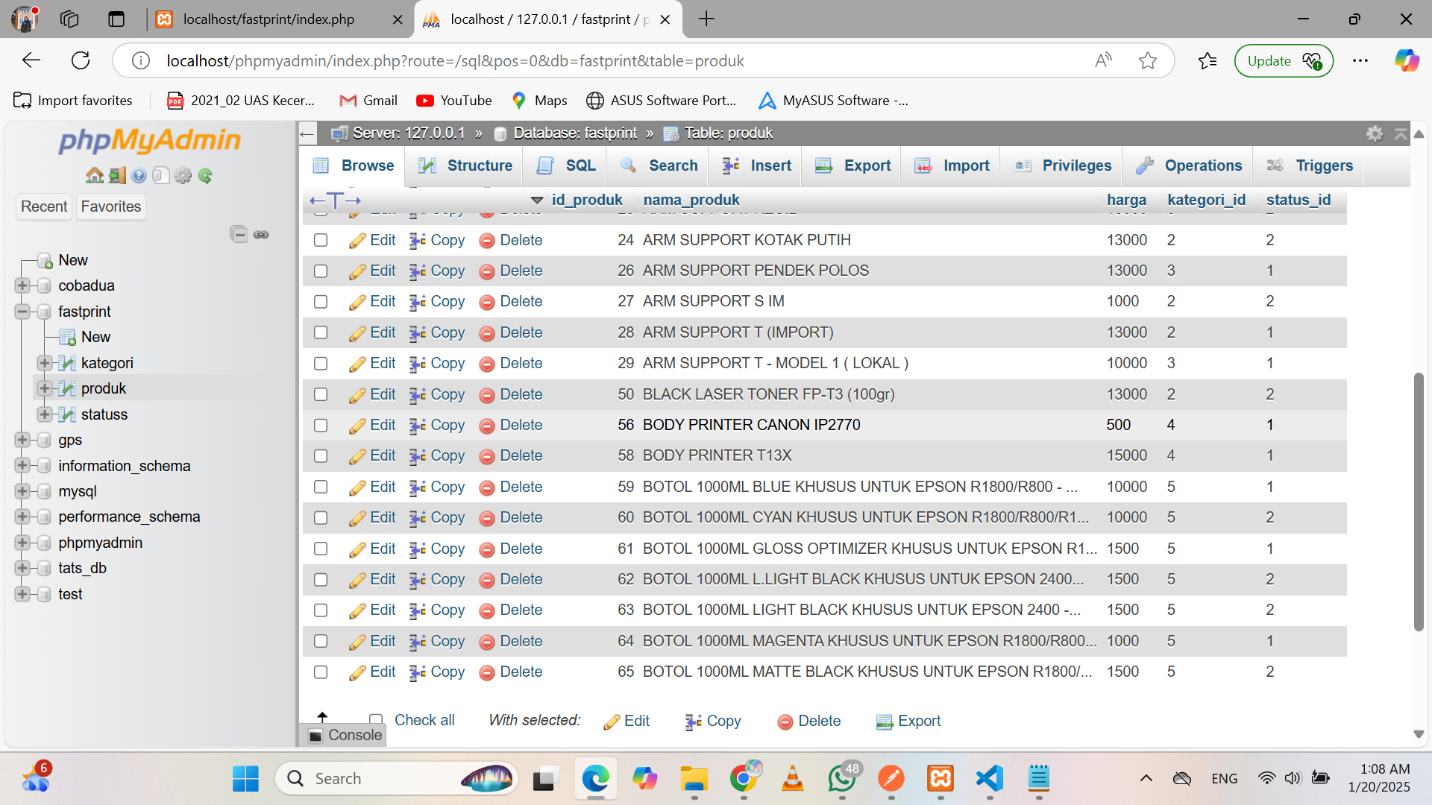 localhost/fastprint/index.php
localhost / 127.0.0.1 / fastprint / p
localhost/phpmyadmin/index.php?route=/sql&pos=0&db=fastprint&table=produk
Update
Import favorites
2021_02 UAS Kecer...
Gmail
YouTube
Maps
ASUS Software Port...
MyASUS Software -...
phpMyAdmin
Recent Favorites
New
cobadua
fastprint
New
kategori
produk
statuss
gps
information_schema
mysql
performance_schema
phpmyadmin
tats_db
test
Server: 127.0.0.1 » Database: fastprint » Table: produk
Browse Structure SQL Search Insert Export Import Privileges Operations Triggers
id_produk nama_produk harga kategori_id status_id
Edit Copy Delete 24 ARM SUPPORT KOTAK PUTIH 13000 2 2
Edit Copy Delete 26 ARM SUPPORT PENDEK POLOS 13000 3 1
Edit Copy Delete 27 ARM SUPPORT S IM 1000 2 2
Edit Copy Delete 28 ARM SUPPORT T (IMPORT) 13000 2 1
Edit Copy Delete 29 ARM SUPPORT T - MODEL 1 ( LOKAL ) 10000 3 1
Edit Copy Delete 50 BLACK LASER TONER FP-T3 (100gr) 13000 2 2
Edit Copy Delete 56 BODY PRINTER CANON IP2770 500 4 1
Edit Copy Delete 58 BODY PRINTER T13X 15000 4 1
Edit Copy Delete 59 BOTOL 1000ML BLUE KHUSUS UNTUK EPSON R1800/R800 - ... 10000 5 1
Edit Copy Delete 60 BOTOL 1000ML CYAN KHUSUS UNTUK EPSON R1800/R800/R1... 10000 5 2
Edit Copy Delete 61 BOTOL 1000ML GLOSS OPTIMIZER KHUSUS UNTUK EPSON R1... 1500 5 1
Edit Copy Delete 62 BOTOL 1000ML L.LIGHT BLACK KHUSUS UNTUK EPSON 2400... 1500 5 2
Edit Copy Delete 63 BOTOL 1000ML LIGHT BLACK KHUSUS UNTUK EPSON 2400 -... 1500 5 2
Edit Copy Delete 64 BOTOL 1000ML MAGENTA KHUSUS UNTUK EPSON R1800/R800... 1000 5 1
Edit Copy Delete 65 BOTOL 1000ML MATTE BLACK KHUSUS UNTUK EPSON R1800/... 1500 5 2
Check all With selected: Edit Copy Delete Export
Console
6
Search
48
ENG
1:08 AM
1/20/2025